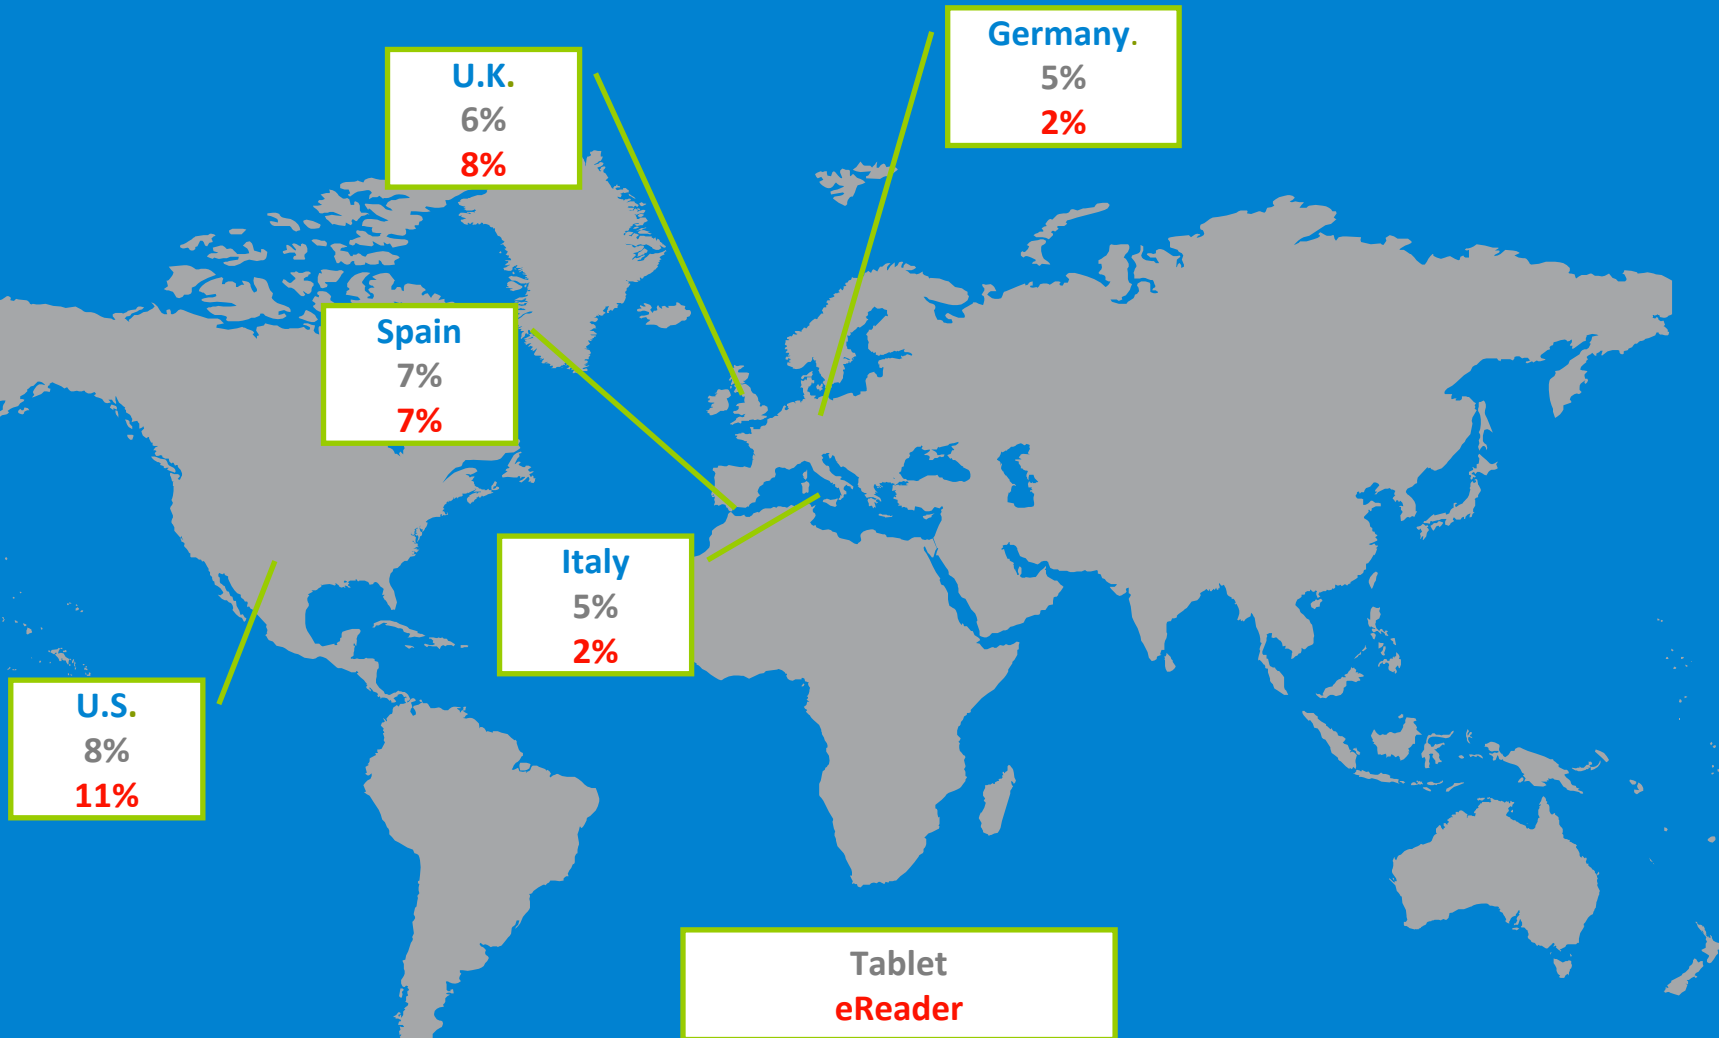 Germany.
5%
2%
U.K.
6%
8%
Spain
7%
7%
Italy
5%
2%
U.S.
8%
11%
Tablet
eReader